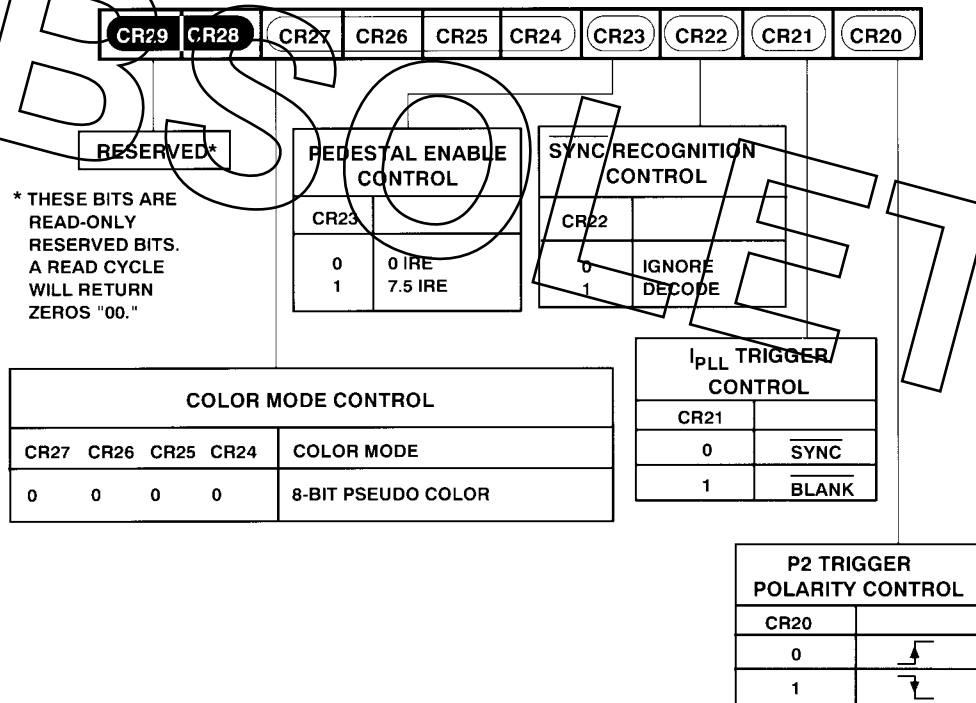 CR29 CR28 CR27 CR26 CR25 CR24 CR23 CR22 CR21 CR20
RESERVED*
* THESE BITS ARE
READ-ONLY
RESERVED BITS.
A READ CYCLE
WILL RETURN
ZEROS "00."
PEDESTAL ENABLE
CONTROL
CR23
0 0 IRE
1 7.5 IRE
SYNC RECOGNITION
CONTROL
CR22
0 IGNORE
1 DECODE
IPLL TRIGGER
CONTROL
CR21
0 SYNC
1 BLANK
COLOR MODE CONTROL
CR27 CR26 CR25 CR24 COLOR MODE
0 0 0 0 8-BIT PSEUDO COLOR
P2 TRIGGER
POLARITY CONTROL
CR20
0
1
BSOLET